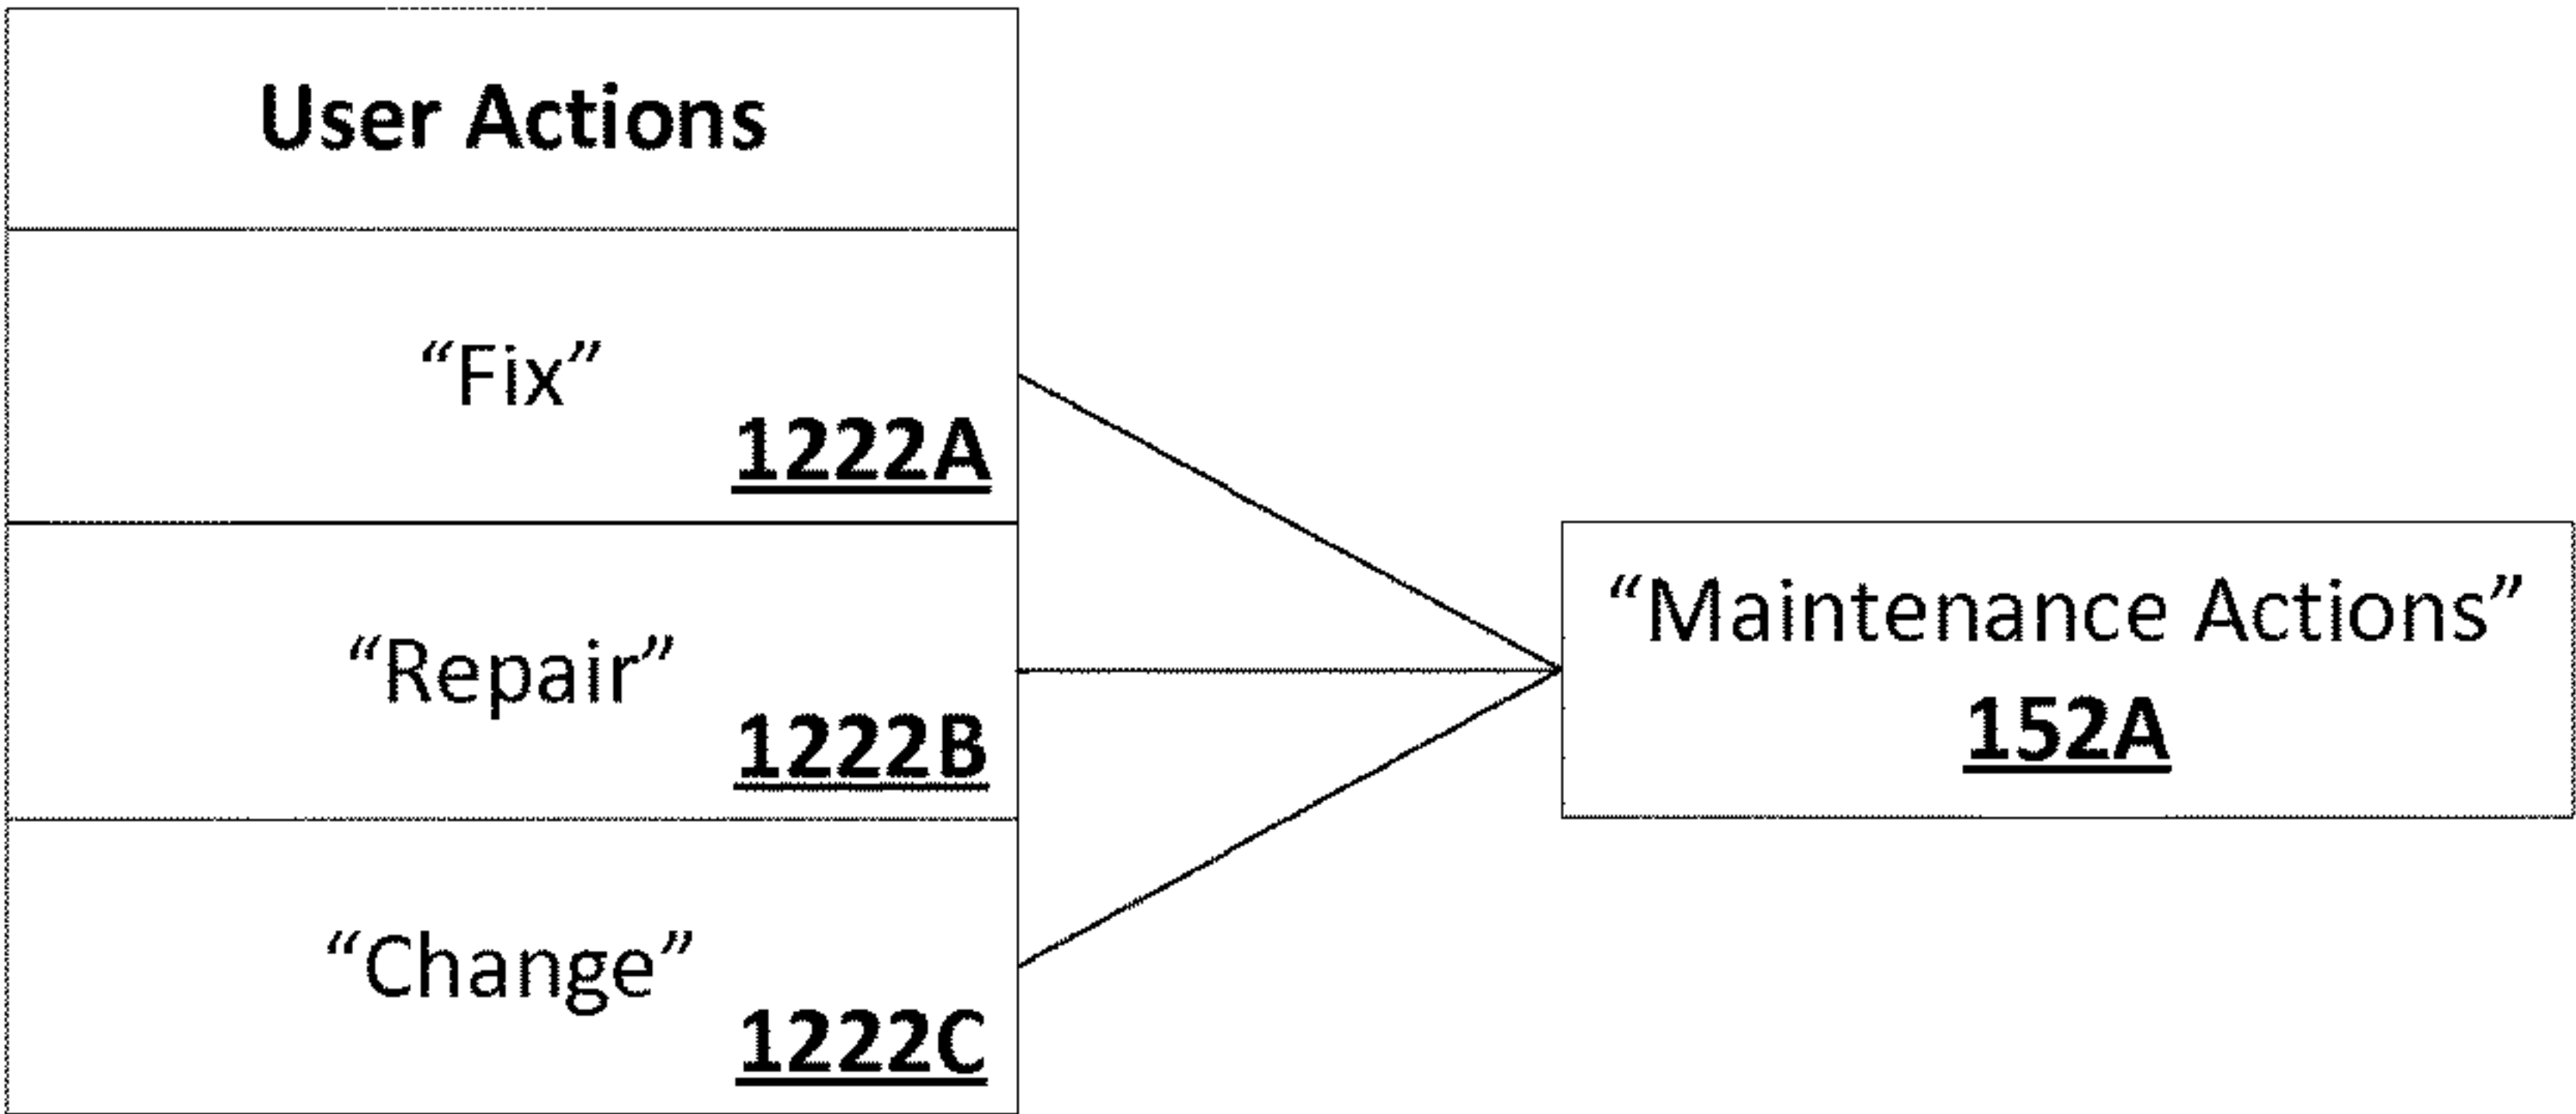 User Actions
“Fix”
1222A
“Repair”
1222B
“Change”
1222C
“Maintenance Actions”
152A